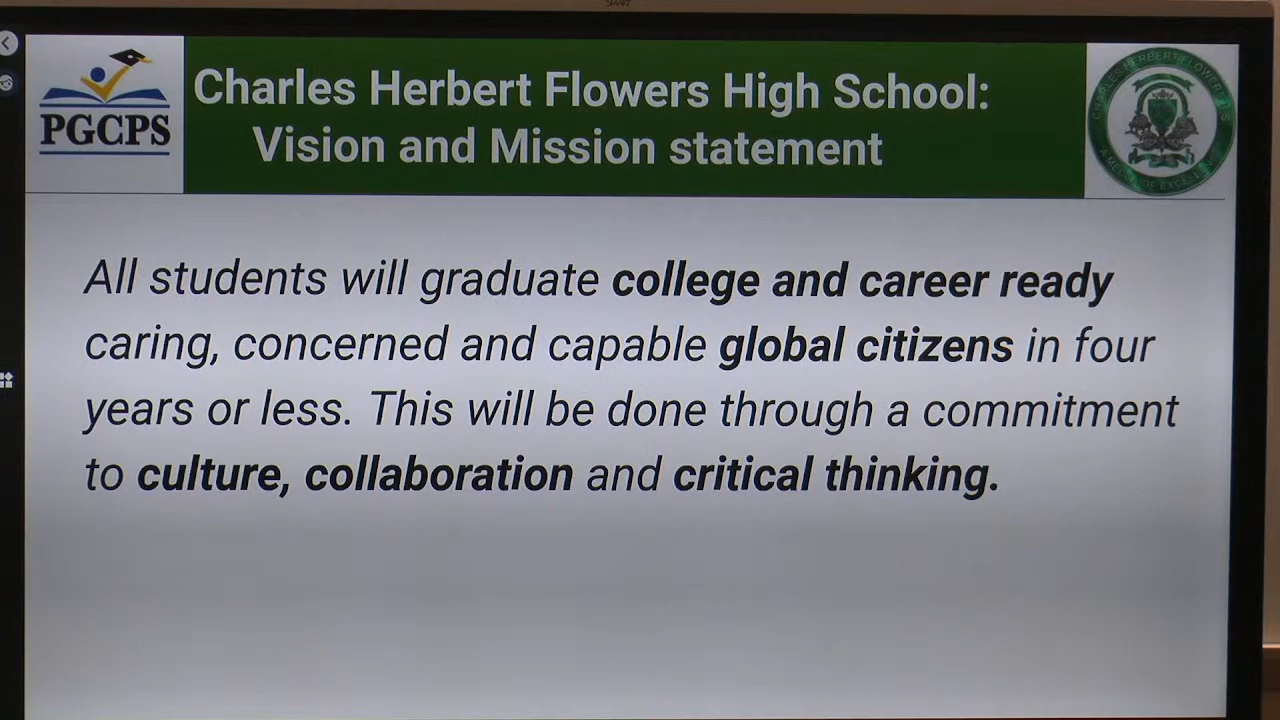 SMART
PGCPS
Charles Herbert Flowers High School:
Vision and Mission statement
All students will graduate college and career ready
caring, concerned and capable global citizens in four
years or less. This will be done through a commitment
to culture, collaboration and critical thinking.